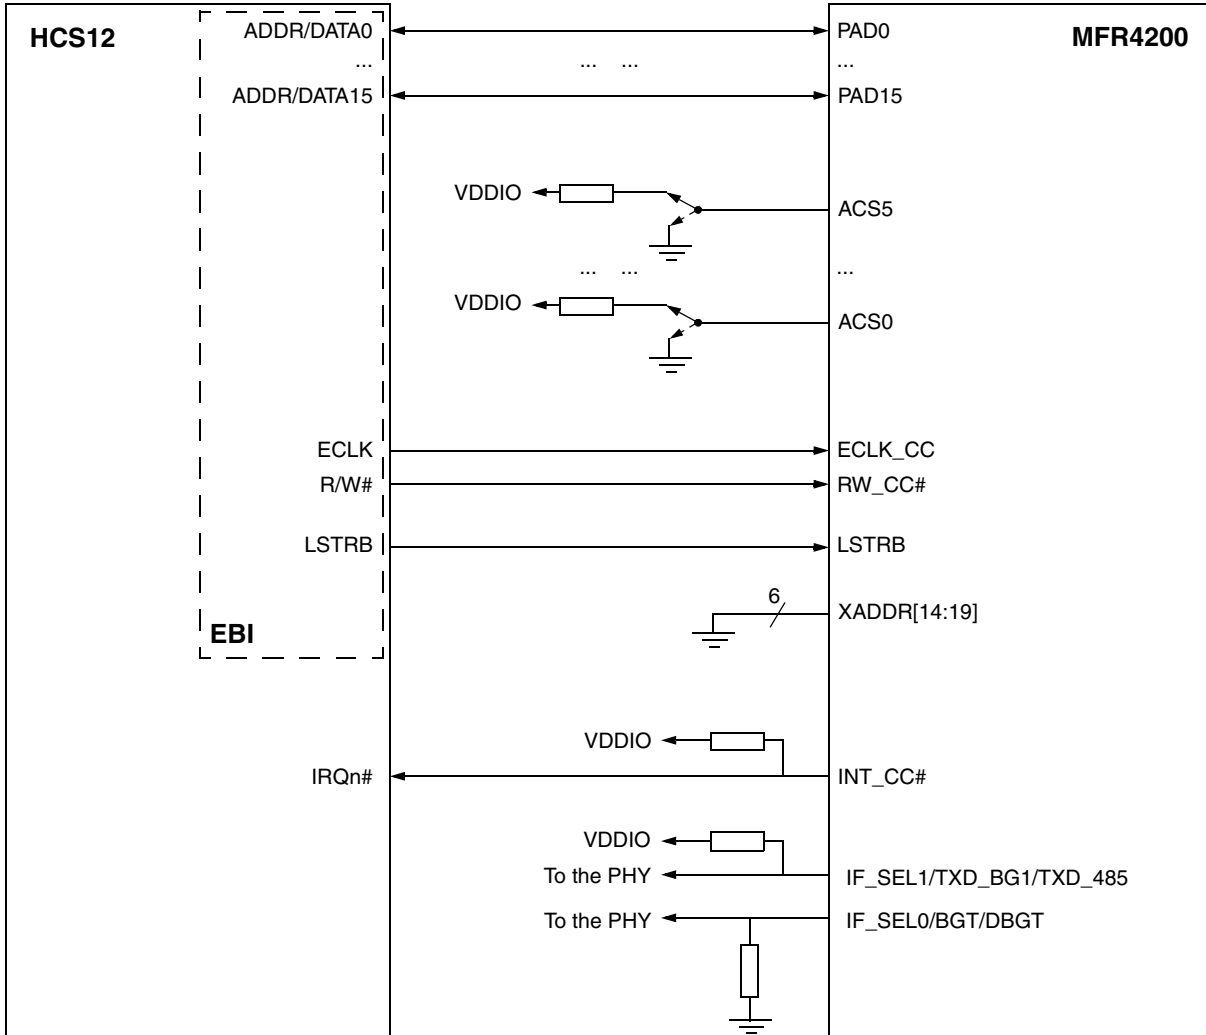 HCS12
ADDR/DATA0
PAD0
MFR4200
...
... ...
...
ADDR/DATA15
PAD15
VDDIO
ACS5
... ...
...
VDDIO
ACS0
ECLK
ECLK_CC
R/W#
RW_CC#
LSTRB
LSTRB
6
XADDR[14:19]
EBI
VDDIO
IRQn#
INT_CC#
VDDIO
To the PHY
IF_SEL1/TXD_BG1/TXD_485
To the PHY
IF_SEL0/BGT/DBGT